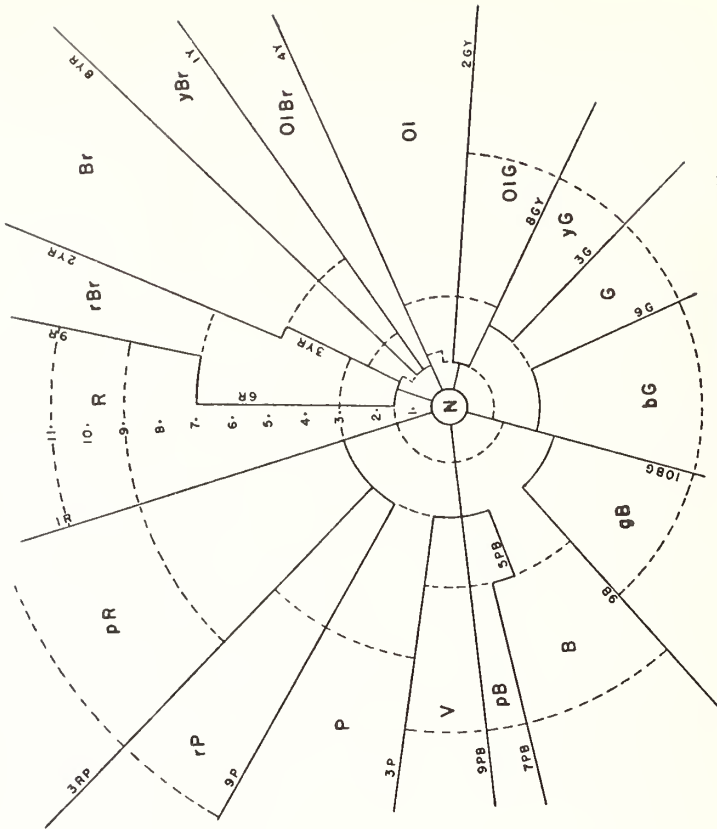 8YR
1Y
yBr
4Y
OlBr
2GY
Ol
Br
2YR
rBr
9R
11.
R
10.
9.
8.
7.
6R
6.
5.
4.
3YR
3.
2.
1.
N
OlG
8GY
yG
3G
G
9G
bG
10BG
gB
9B
B
5PB
pB
7PB
9PB
V
3P
P
9P
rP
3RP
pR
1R